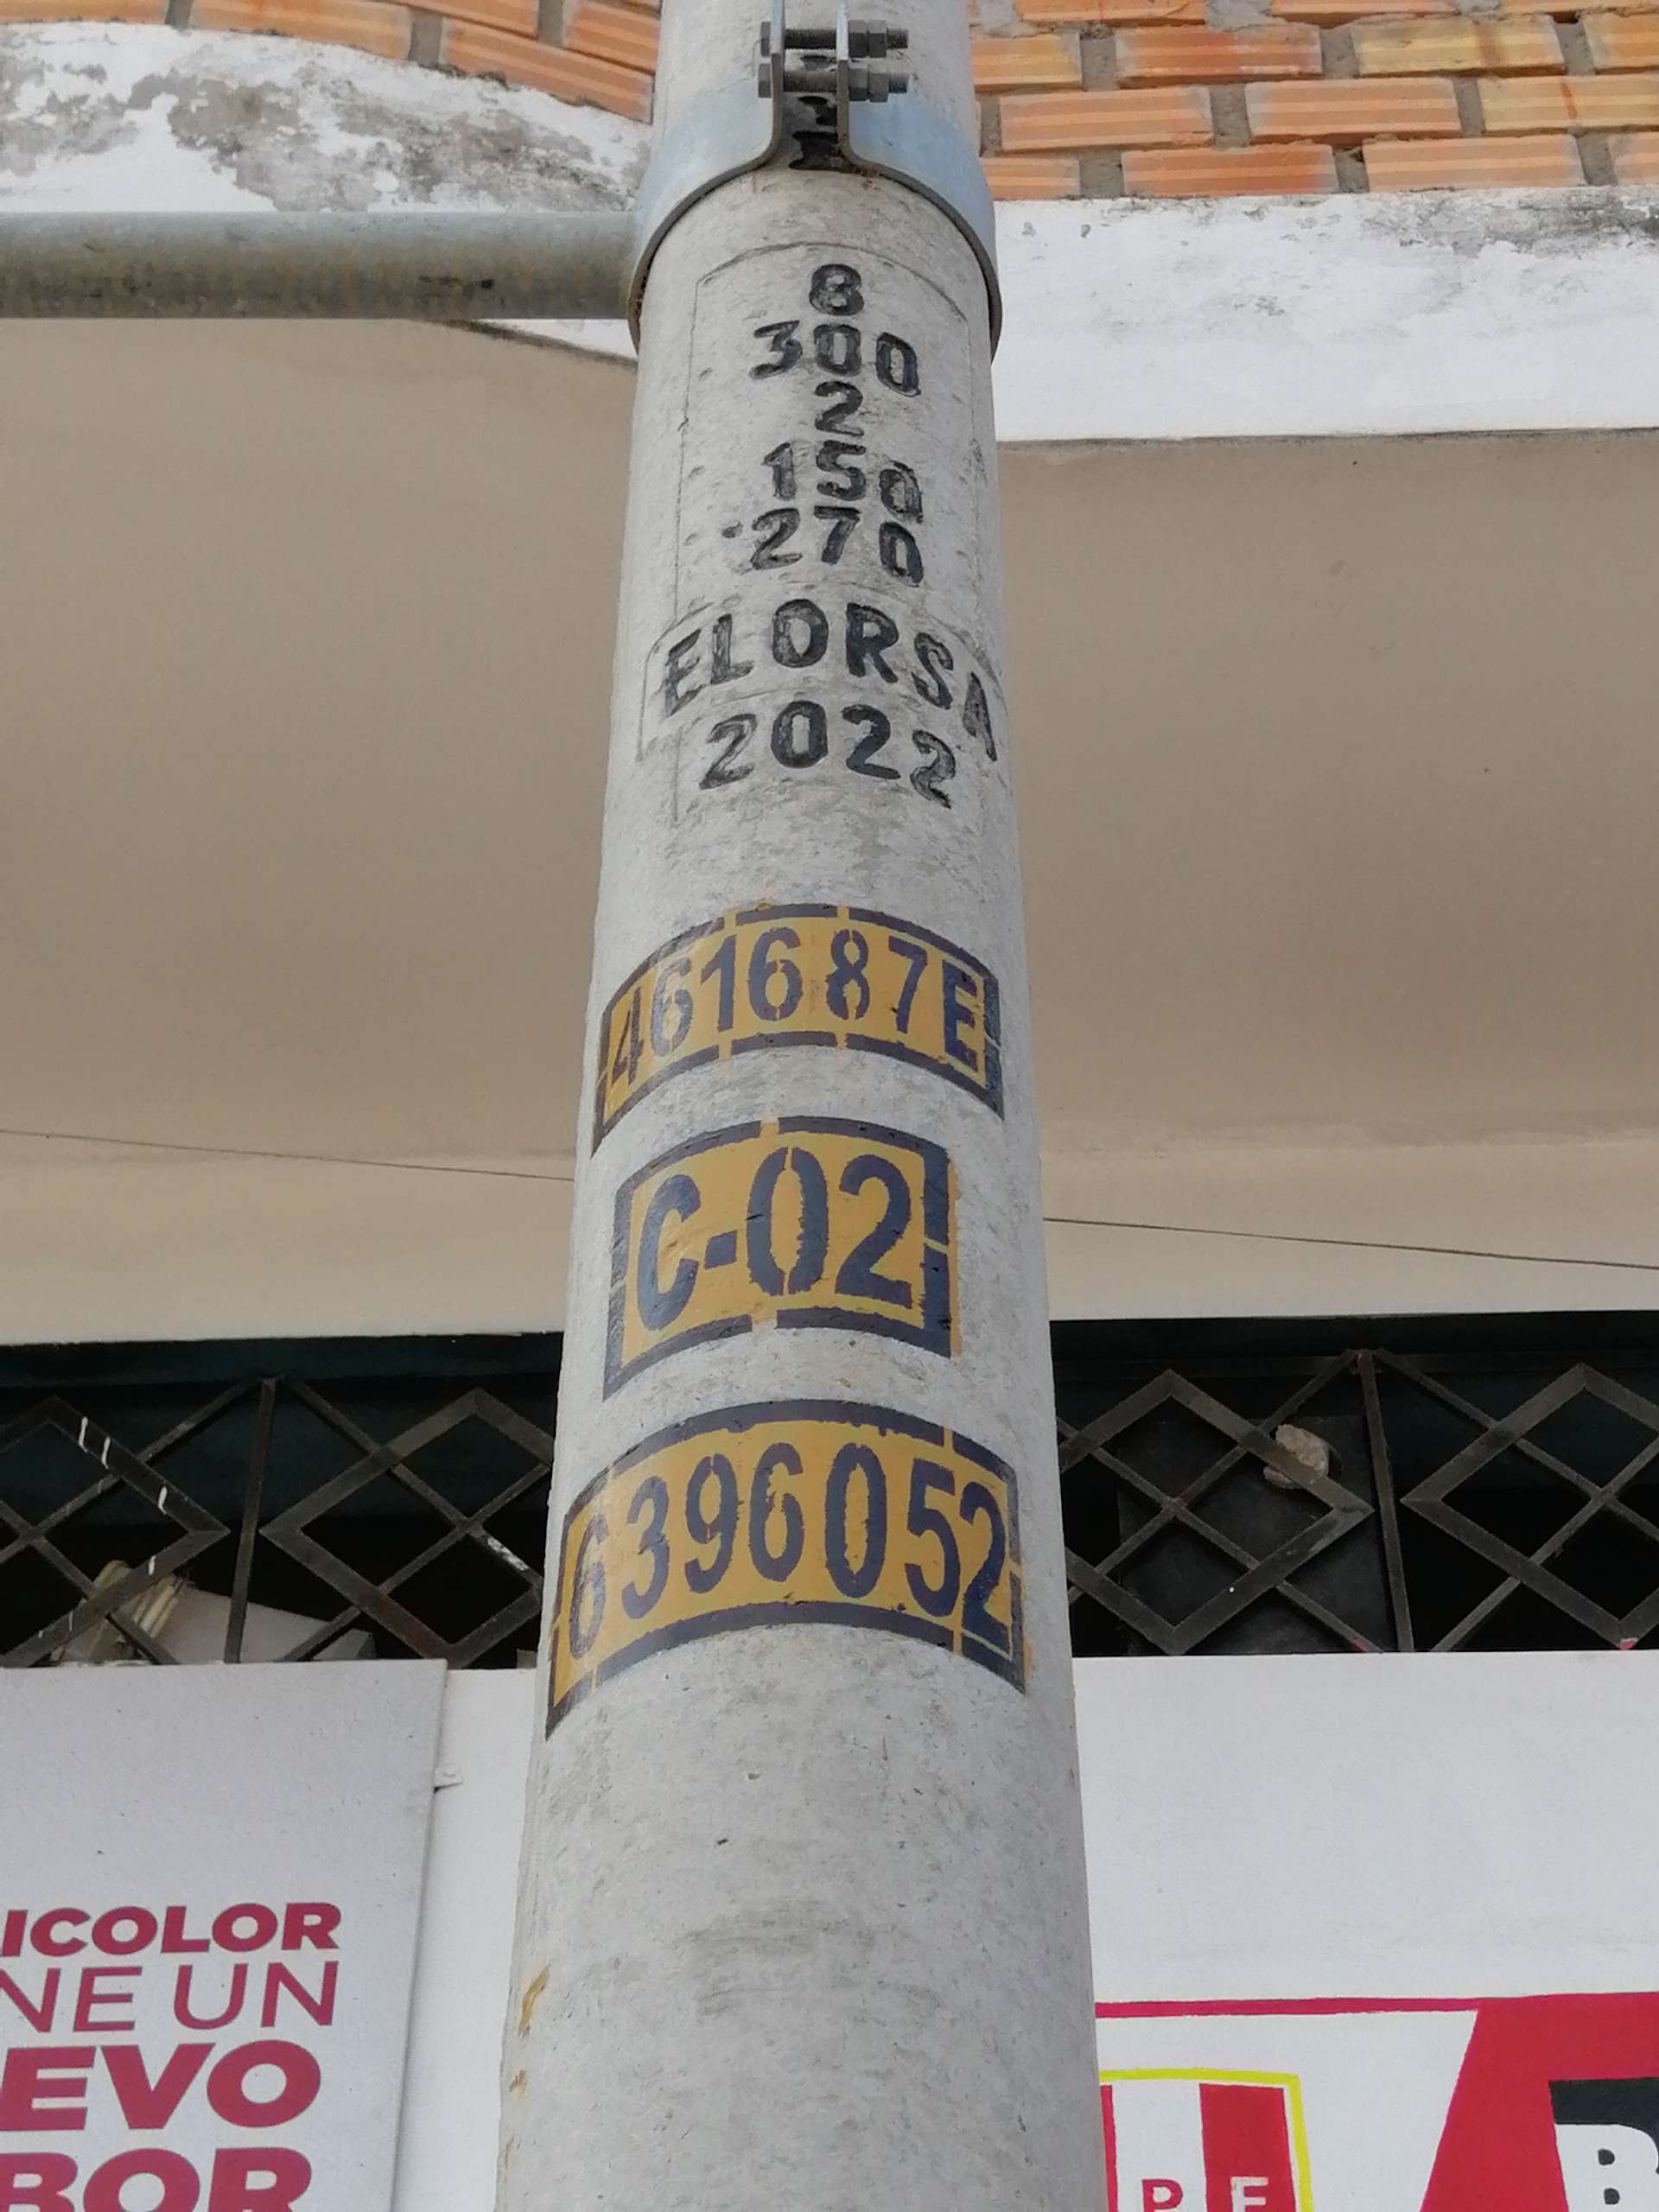 8
300
2
150
270
ELORSA
2022
461687E
C-02
6396052
ICOLOR
NE UN
EVO
BOR
P E
B